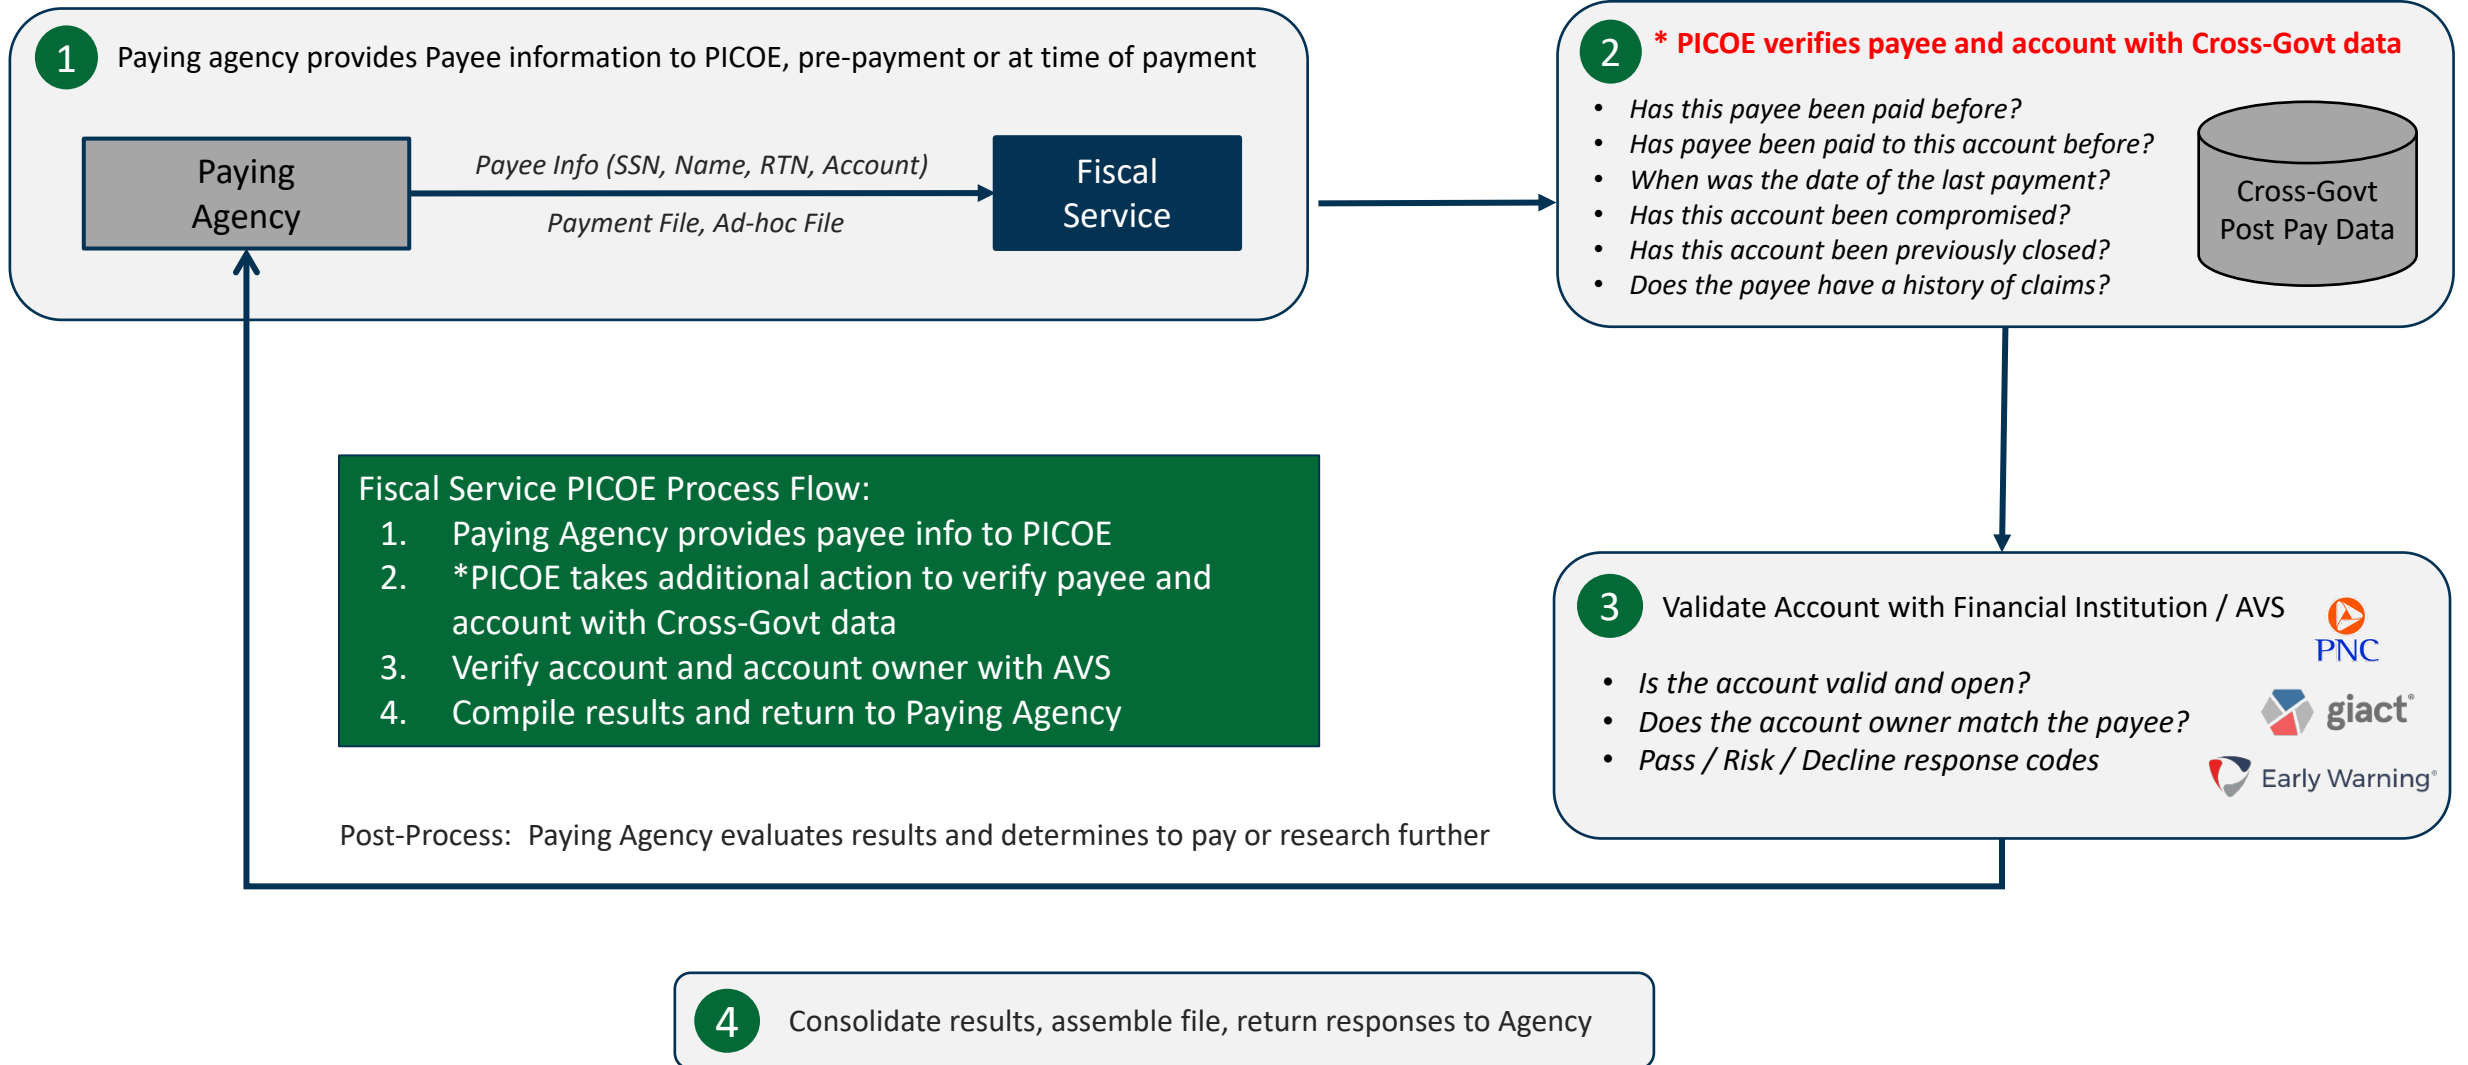 1 Paying agency provides Payee information to PICOE, pre-payment or at time of payment
Paying
Agency
Payee Info (SSN, Name, RTN, Account)
Payment File, Ad-hoc File
Fiscal
Service
2 * PICOE verifies payee and account with Cross-Govt data
• Has this payee been paid before?
• Has payee been paid to this account before?
• When was the date of the last payment?
• Has this account been compromised?
• Has this account been previously closed?
• Does the payee have a history of claims?
Cross-Govt
Post Pay Data
Fiscal Service PICOE Process Flow:
1. Paying Agency provides payee info to PICOE
2. *PICOE takes additional action to verify payee and
account with Cross-Govt data
3. Verify account and account owner with AVS
4. Compile results and return to Paying Agency
3 Validate Account with Financial Institution / AVS
• Is the account valid and open?
• Does the account owner match the payee?
• Pass / Risk / Decline response codes
PNC
giact®
Early Warning®
Post-Process: Paying Agency evaluates results and determines to pay or research further
4 Consolidate results, assemble file, return responses to Agency